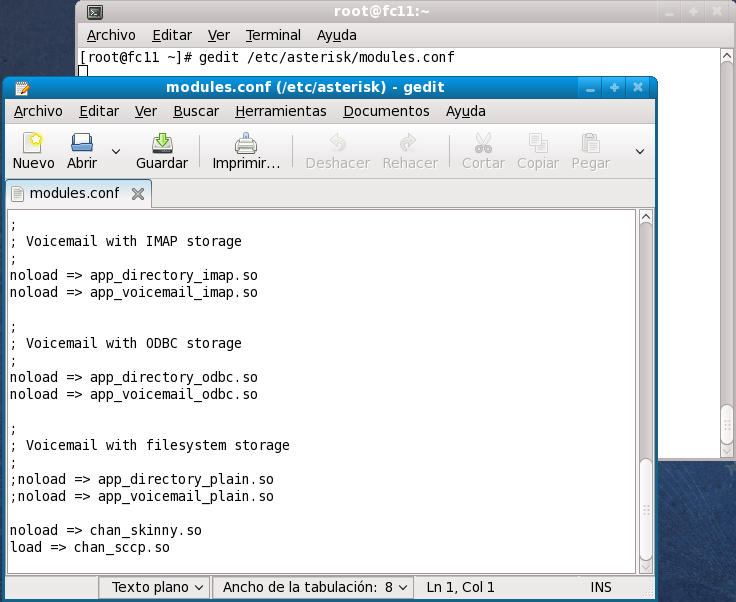 root@fc11:~
Archivo Editar Ver Terminal Ayuda
[root@fc11 ~]# gedit /etc/asterisk/modules.conf
modules.conf (/etc/asterisk) - gedit
Archivo Editar Ver Buscar Herramientas Documentos Ayuda
Nuevo Abrir Guardar Imprimir... Deshacer Rehacer Cortar Copiar Pegar
modules.conf
;
; Voicemail with IMAP storage
;
noload => app_directory_imap.so
noload => app_voicemail_imap.so
;
; Voicemail with ODBC storage
;
noload => app_directory_odbc.so
noload => app_voicemail_odbc.so
;
; Voicemail with filesystem storage
;
;noload => app_directory_plain.so
;noload => app_voicemail_plain.so
noload => chan_skinny.so
load => chan_sccp.so
Texto plano Ancho de la tabulación: 8 Ln 1, Col 1 INS